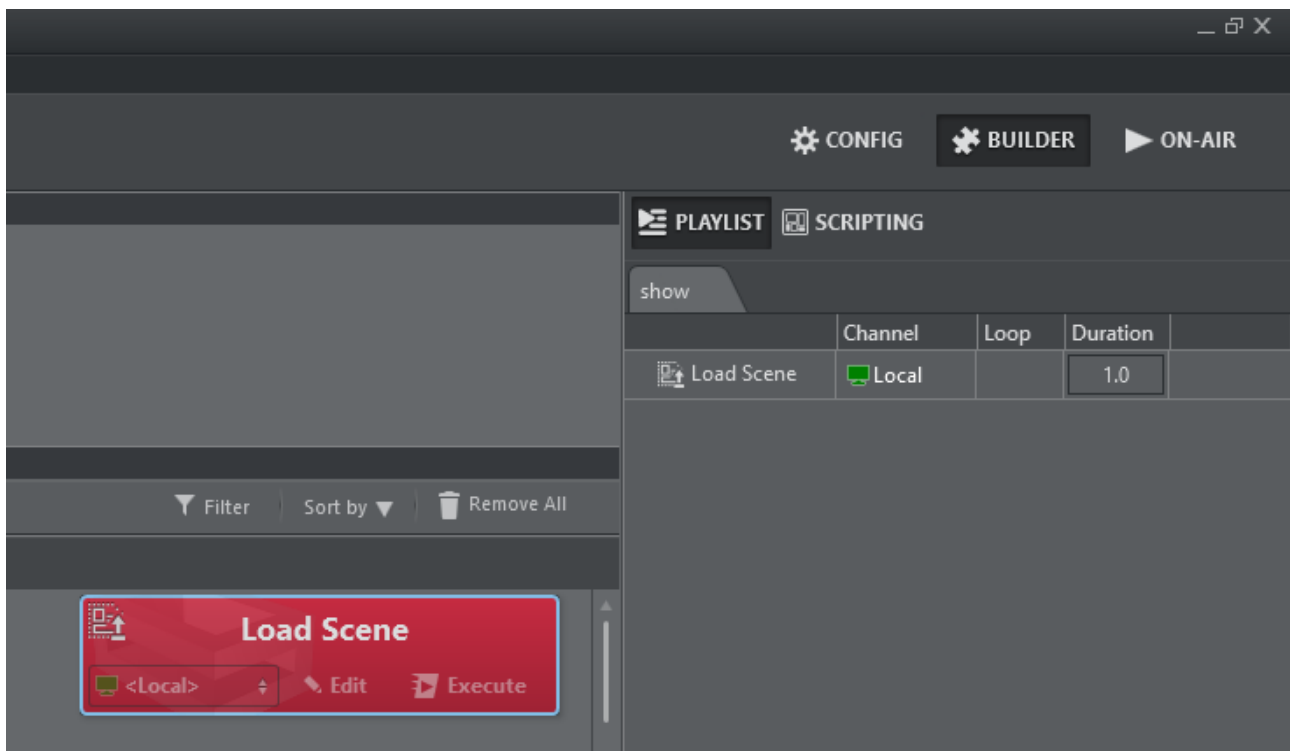 CONFIG BUILDER ON-AIR
PLAYLIST SCRIPTING
show
Channel Loop Duration
Load Scene Local 1.0
Filter Sort by Remove All
Load Scene
<Local> Edit Execute